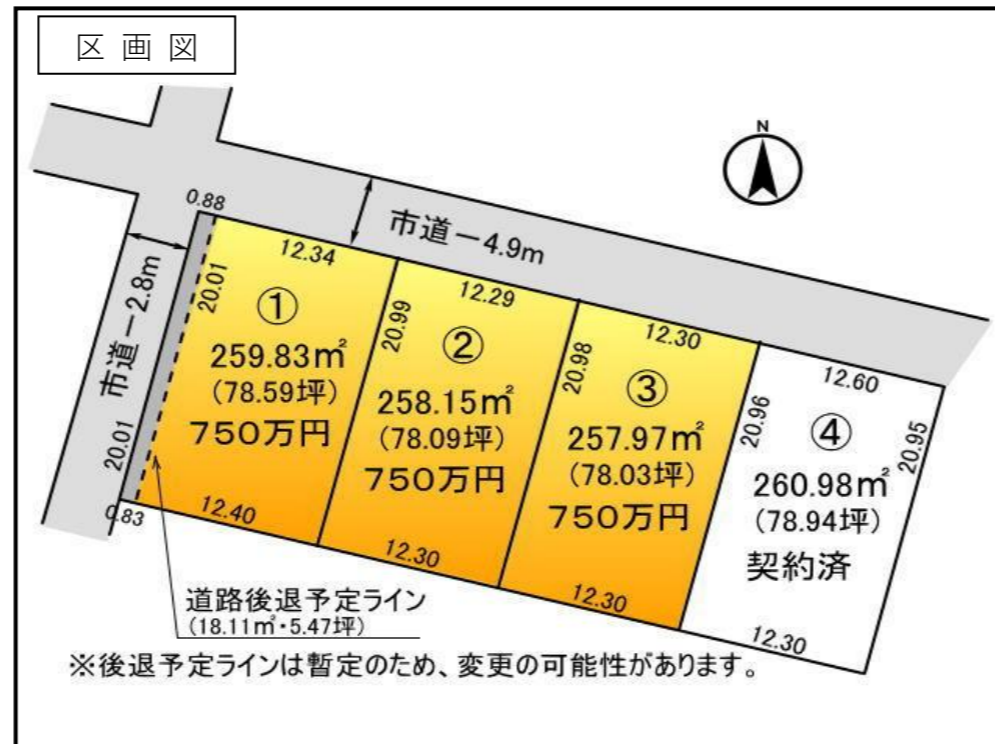 区画図
N
市道－4.9m
市道－2.8m
0.88
12.34
20.01
①
259.83㎡
(78.59坪)
750万円
20.01
0.83
12.40
12.29
20.99
②
258.15㎡
(78.09坪)
750万円
12.30
12.30
20.98
③
257.97㎡
(78.03坪)
750万円
12.30
12.60
20.96
④
20.95
260.98㎡
(78.94坪)
契約済
12.30
道路後退予定ライン
(18.11㎡・5.47坪)
※後退予定ラインは暫定のため、変更の可能性があります。